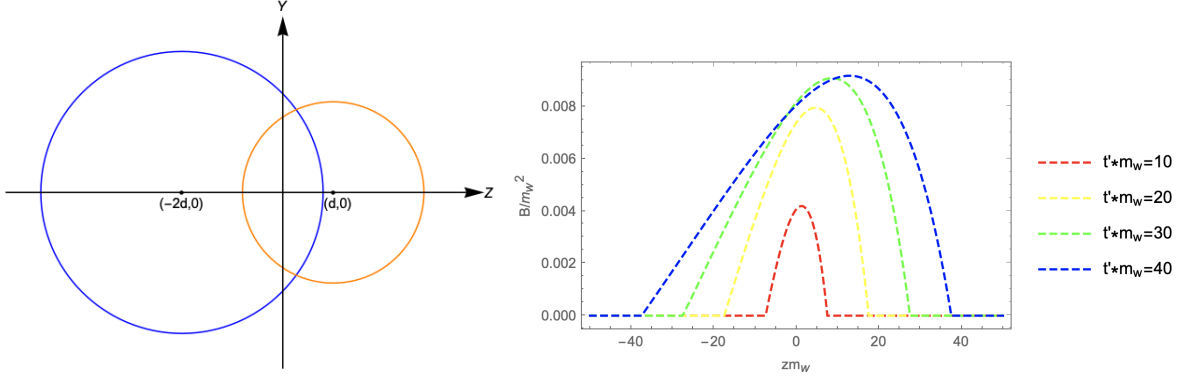 Y
Z
(-2d,0)
(d,0)
B/m_w^2
0.008
0.006
0.004
0.002
0.000
−40
−20
0
20
40
zm_w
t'*m_w=10
t'*m_w=20
t'*m_w=30
t'*m_w=40